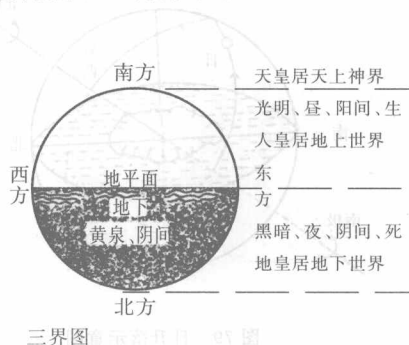 南方
天皇居天上神界
光明、昼、阳间、生
人皇居地上世界
西方
地平面
东方
地下
黄泉、阴间
黑暗、夜、阴间、死
地皇居地下世界
北方
三界图